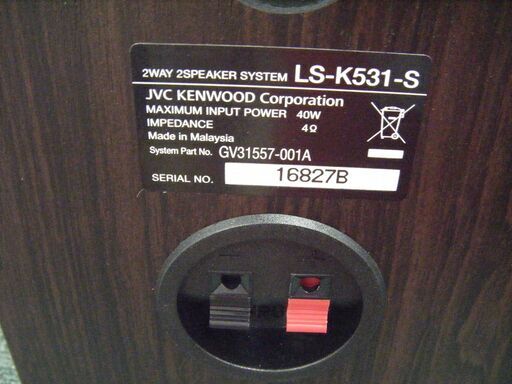 2WAY 2SPEAKER SYSTEM LS-K531-S
JVC KENWOOD Corporation
MAXIMUM INPUT POWER 40W
IMPEDANCE 4Ω
Made in Malaysia
System Part No. GV31557-001A
SERIAL NO. 16827B